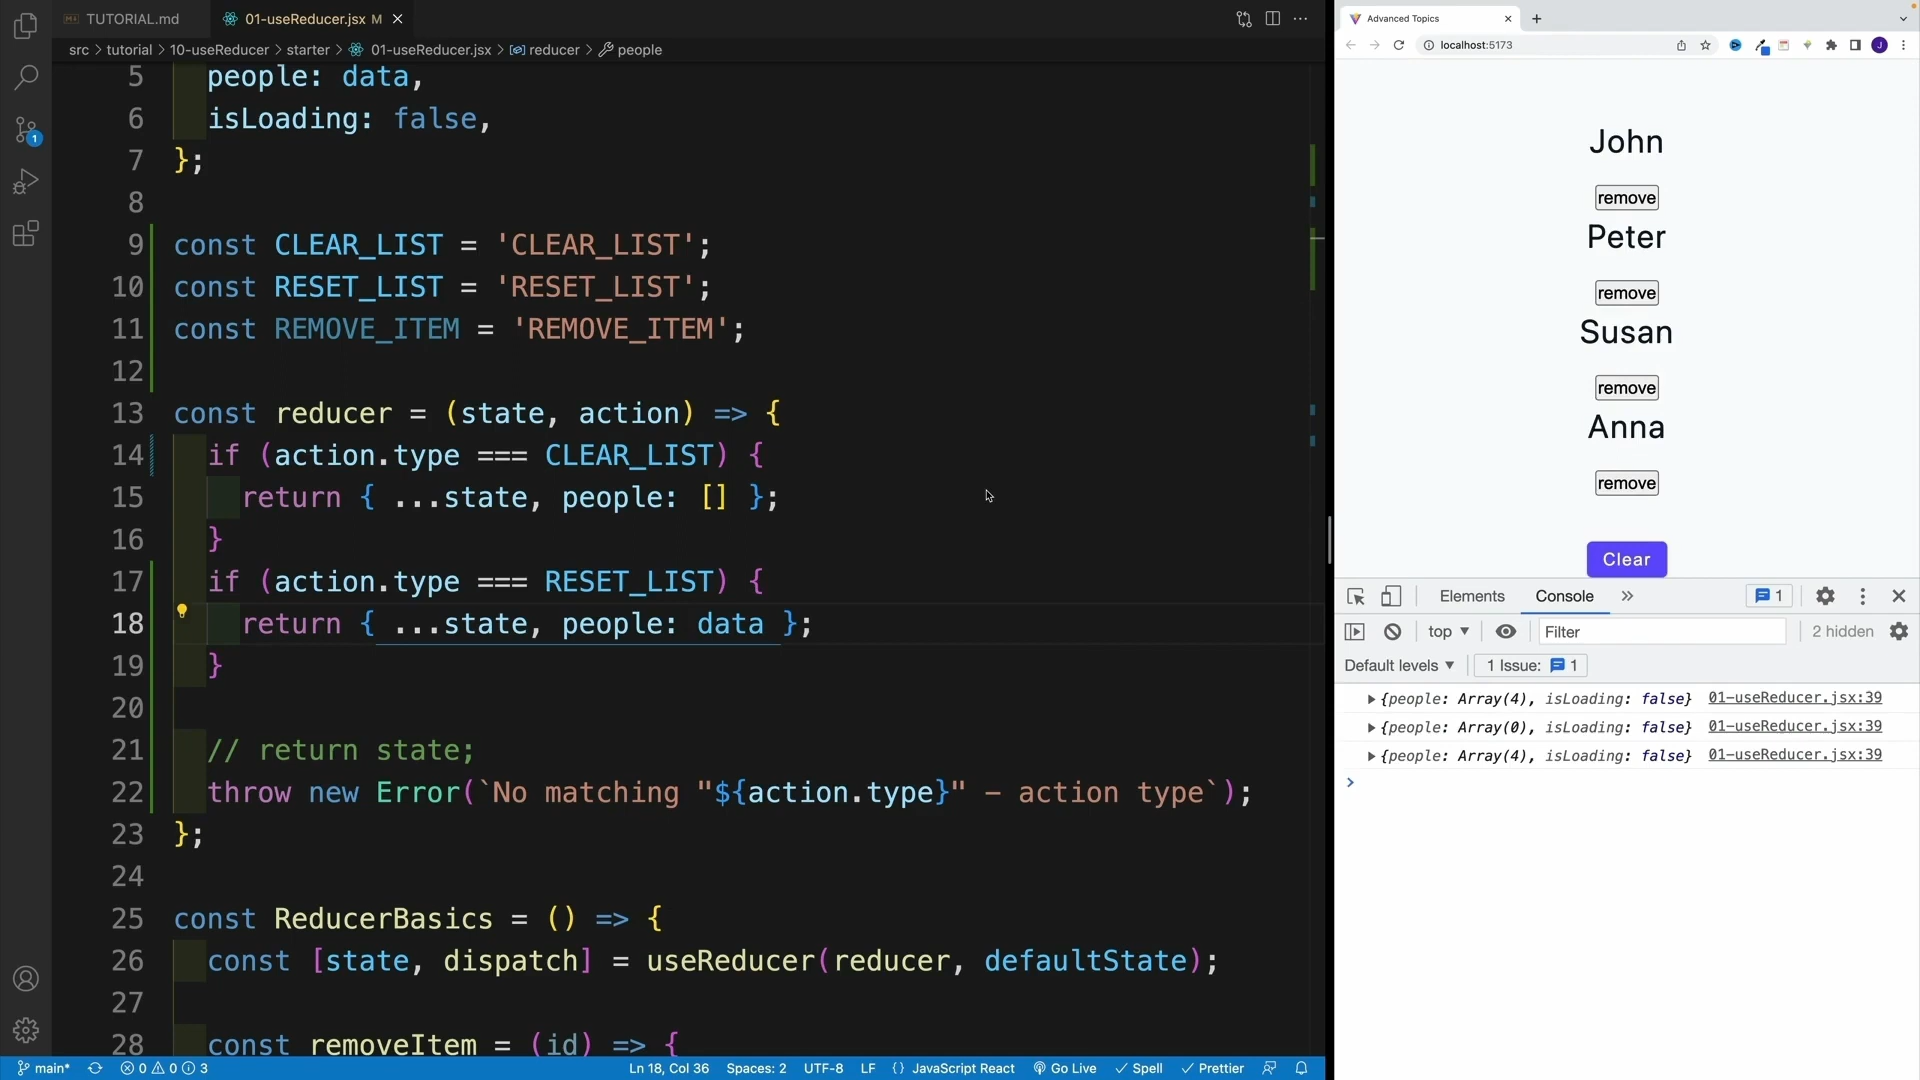 TUTORIAL.md
01-useReducer.jsx M
src > tutorial > 10-useReducer > starter > 01-useReducer.jsx > reducer > people
5 people: data,
6 isLoading: false,
7 };
8
9 const CLEAR_LIST = 'CLEAR_LIST';
10 const RESET_LIST = 'RESET_LIST';
11 const REMOVE_ITEM = 'REMOVE_ITEM';
12
13 const reducer = (state, action) => {
14 if (action.type === CLEAR_LIST) {
15 return { ...state, people: [] };
16 }
17 if (action.type === RESET_LIST) {
18 return { ...state, people: data };
19 }
20
21 // return state;
22 throw new Error(`No matching "${action.type}" - action type`);
23 };
24
25 const ReducerBasics = () => {
26 const [state, dispatch] = useReducer(reducer, defaultState);
27
28 const removeItem = (id) => {
1
main* 0 0 3 Ln 18, Col 36 Spaces: 2 UTF-8 LF {} JavaScript React Go Live Spell Prettier
Advanced Topics
localhost:5173
J
John
remove
Peter
remove
Susan
remove
Anna
remove
Clear
Elements Console 1
top Filter 2 hidden
Default levels 1 Issue: 1
{people: Array(4), isLoading: false} 01-useReducer.jsx:39
{people: Array(0), isLoading: false} 01-useReducer.jsx:39
{people: Array(4), isLoading: false} 01-useReducer.jsx:39